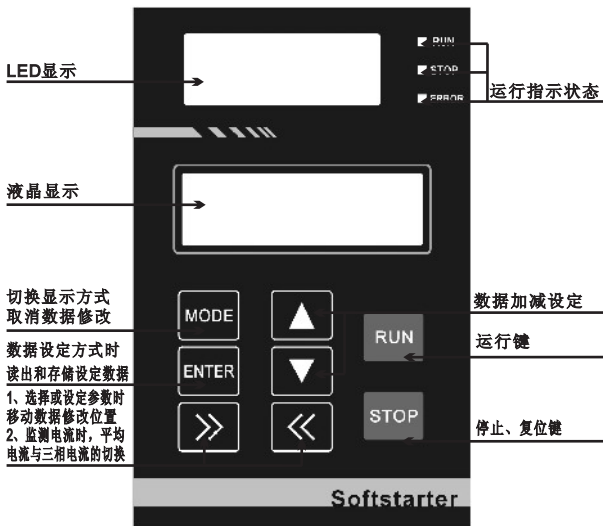 RUN
LED显示
STOP
运行指示状态
ERROR
液晶显示
切换显示方式
取消数据修改
MODE
数据加减设定
RUN
运行键
数据设定方式时
读出和存储设定数据
ENTER
1、选择或设定参数时
移动数据修改位置
2、监测电流时，平均
电流与三相电流的切换
STOP
停止、复位键
Softstarter